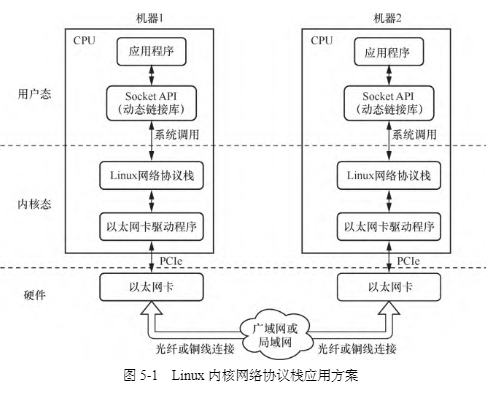 机器1
机器2
CPU
CPU
应用程序
应用程序
用户态
Socket API
（动态链接库）
Socket API
（动态链接库）
系统调用
系统调用
Linux网络协议栈
Linux网络协议栈
内核态
以太网卡驱动程序
以太网卡驱动程序
PCIe
PCIe
硬件
以太网卡
以太网卡
广域网或
局域网
光纤或铜线连接
光纤或铜线连接
图 5-1 Linux 内核网络协议栈应用方案